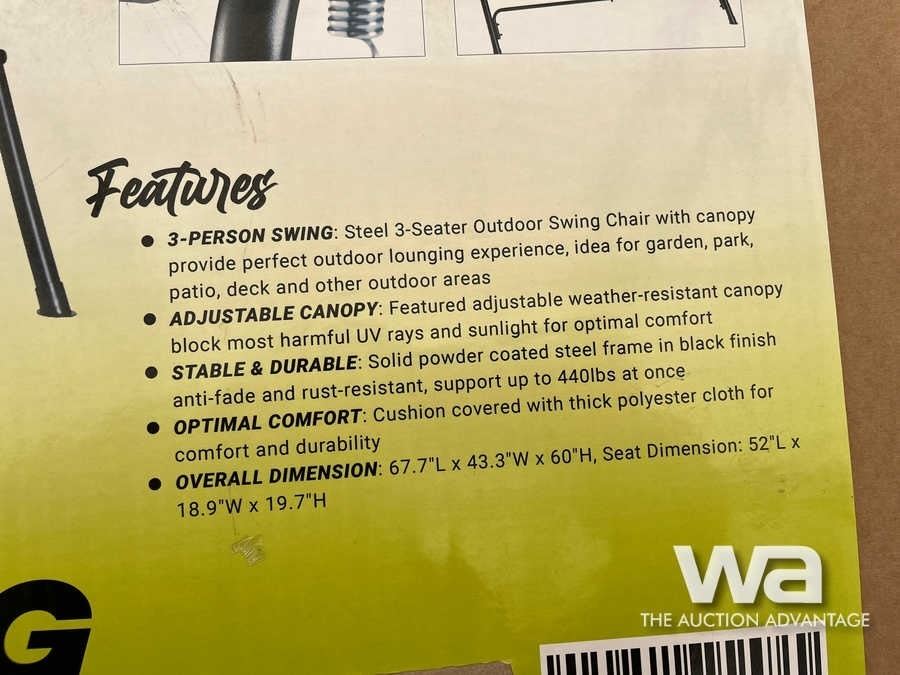 Features
3-PERSON SWING: Steel 3-Seater Outdoor Swing Chair with canopy
provide perfect outdoor lounging experience, idea for garden, park,
patio, deck and other outdoor areas
ADJUSTABLE CANOPY: Featured adjustable weather-resistant canopy
block most harmful UV rays and sunlight for optimal comfort
STABLE & DURABLE: Solid powder coated steel frame in black finish
anti-fade and rust-resistant, support up to 440lbs at once
OPTIMAL COMFORT: Cushion covered with thick polyester cloth for
comfort and durability
OVERALL DIMENSION: 67.7"L x 43.3"W x 60"H, Seat Dimension: 52"L x
18.9"W x 19.7"H
G
wa
THE AUCTION ADVANTAGE